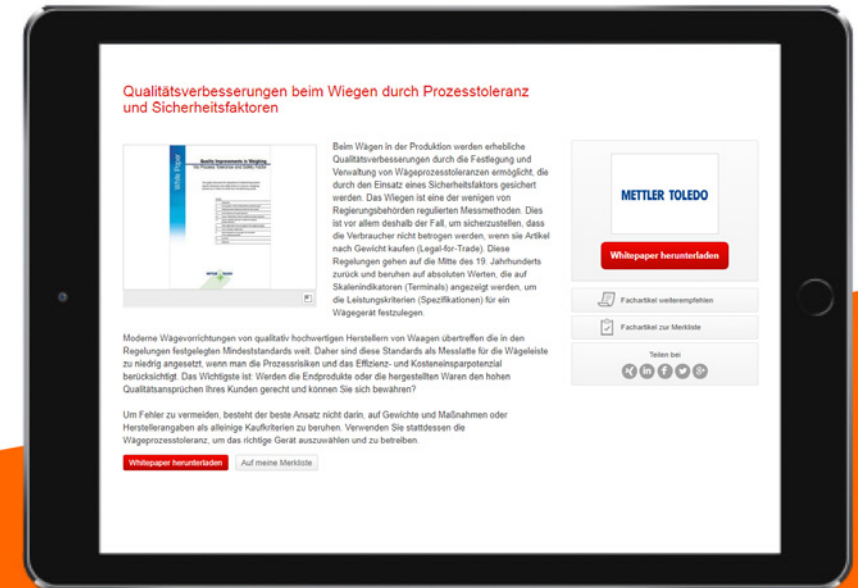 Qualitätsverbesserungen beim Wiegen durch Prozesstoleranz
und Sicherheitsfaktoren
White Paper
Quality Improvements in Weighing
METTLER TOLEDO
Beim Wägen in der Produktion werden erhebliche
Qualitätsverbesserungen durch die Festlegung und
Verwaltung von Wägeprozesstoleranzen ermöglicht, die
durch den Einsatz eines Sicherheitsfaktors gesichert
werden. Das Wiegen ist eine der wenigen von
Regierungsbehörden regulierten Messmethoden. Dies
ist vor allem deshalb der Fall, um sicherzustellen, dass
die Verbraucher nicht betrogen werden, wenn sie Artikel
nach Gewicht kaufen (Legal-for-Trade). Diese
Regelungen gehen auf die Mitte des 19. Jahrhunderts
zurück und beruhen auf absoluten Werten, die auf
Skalenindikatoren (Terminals) angezeigt werden, um
die Leistungskriterien (Spezifikationen) für ein
Wägegerät festzulegen.
Moderne Wägevorrichtungen von qualitativ hochwertigen Herstellern von Waagen übertreffen die in den
Regelungen festgelegten Mindeststandards weit. Daher sind diese Standards als Messlatte für die Wägeleiste
zu niedrig angesetzt, wenn man die Prozessrisiken und das Effizienz- und Kosteneinsparpotenzial
berücksichtigt. Das Wichtigste ist: Werden die Endprodukte oder die hergestellten Waren den hohen
Qualitätsansprüchen Ihres Kunden gerecht und können Sie sich bewähren?
Um Fehler zu vermeiden, besteht der beste Ansatz nicht darin, auf Gewichte und Maßnahmen oder
Herstellerangaben als alleinige Kaufkriterien zu beruhen. Verwenden Sie stattdessen die
Wägeprozesstoleranz, um das richtige Gerät auszuwählen und zu betreiben.
Whitepaper herunterladen
Auf meine Merkliste
METTLER TOLEDO
Whitepaper herunterladen
Fachartikel weiterempfehlen
Fachartikel zur Merkliste
Teilen bei